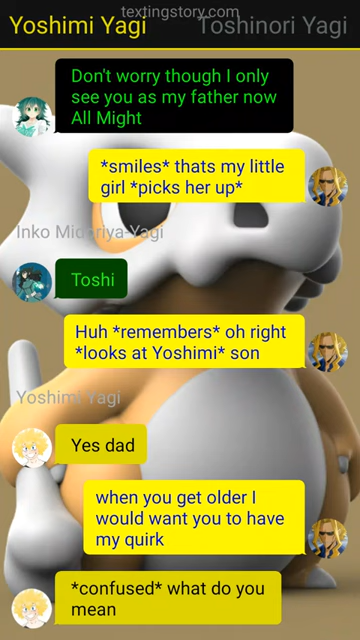 textingstory.com
Yoshimi Yagi
Toshinori Yagi
Don't worry though I only
see you as my father now
All Might
*smiles* thats my little
girl *picks her up*
Inko Midoriya-Yagi
Toshi
Huh *remembers* oh right
*looks at Yoshimi* son
Yoshimi Yagi
Yes dad
when you get older I
would want you to have
my quirk
*confused* what do you
mean